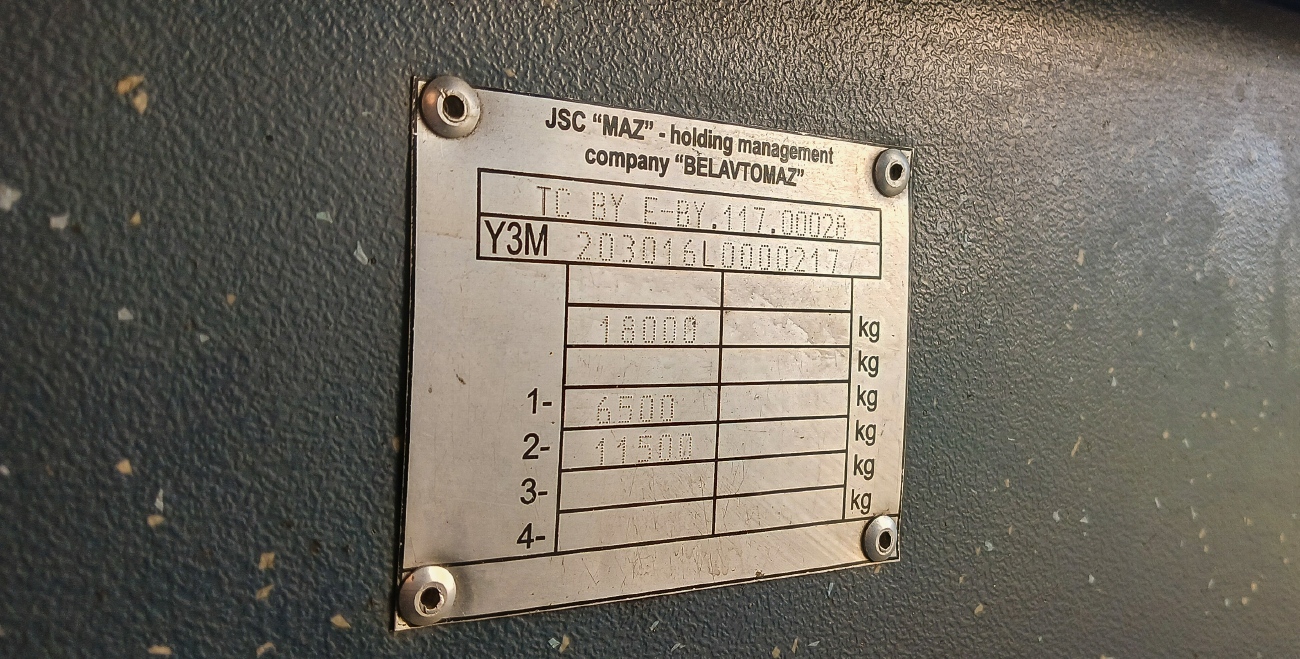 JSC “MAZ” - holding management
company “BELAVTOMAZ”
TC BY E-BY.117.00028
Y3M 203016L0000217
18000 kg
kg
1- 6500 kg
2- 11500 kg
3- kg
4- kg